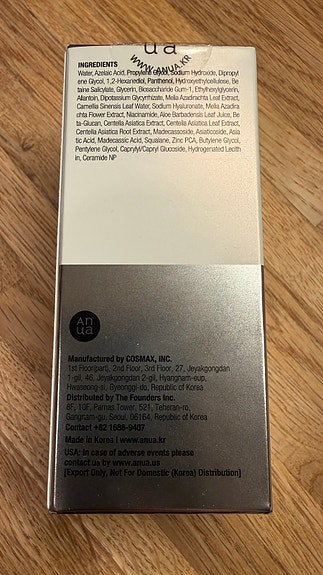 ua
WWW.ANUA.KR
INGREDIENTS
Water, Azelaic Acid, Propylene Glycol, Sodium Hydroxide, Dipropyl
ene Glycol, 1,2-Hexanediol, Panthenol, Hydroxyethylcellulose, Be
taine Salicylate, Glycerin, Biosaccharide Gum-1, Ethylhexylglycerin,
Allantoin, Dipotassium Glycyrrhizate, Melia Azadirachta Leaf Extract,
Camellia Sinensis Leaf Water, Sodium Hyaluronate, Melia Azadira
chta Flower Extract, Niacinamide, Aloe Barbadensis Leaf Juice, Be
ta-Glucan, Centella Asiatica Extract, Centella Asiatica Leaf Extract,
Centella Asiatica Root Extract, Madecassoside, Asiaticoside, Asia
tic Acid, Madecassic Acid, Squalane, Zinc PCA, Butylene Glycol,
Pentylene Glycol, Caprylyl/Capryl Glucoside, Hydrogenated Lecith
in, Ceramide NP
An
ua
Manufactured by COSMAX, INC.
1st Floor(part), 2nd Floor, 3rd Floor, 27, Jeyakgongdan
1-gil, 46, Jeyakgongdan 2-gil, Hyangnam-eup,
Hwaseong-si, Gyeonggi-do, Republic of Korea
Distributed by The Founders Inc.
8F, 10F, Parnas Tower, 521, Teheran-ro,
Gangnam-gu, Seoul, 06164, Republic of Korea
Contact +82 1688-9407
Made in Korea | www.anua.kr
USA: in case of adverse events please
contact us by www.anua.us
[Export Only, Not For Domestic (Korea) Distribution]